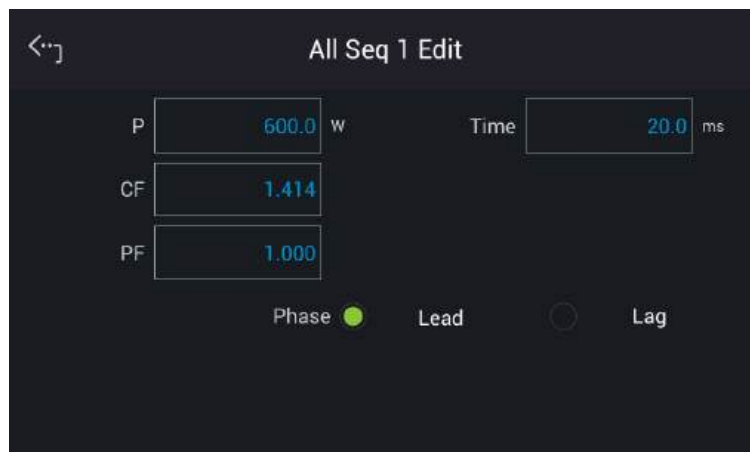 All Seq 1 Edit
P 600.0 W Time 20.0 ms
CF 1.414
PF 1.000
Phase Lead Lag